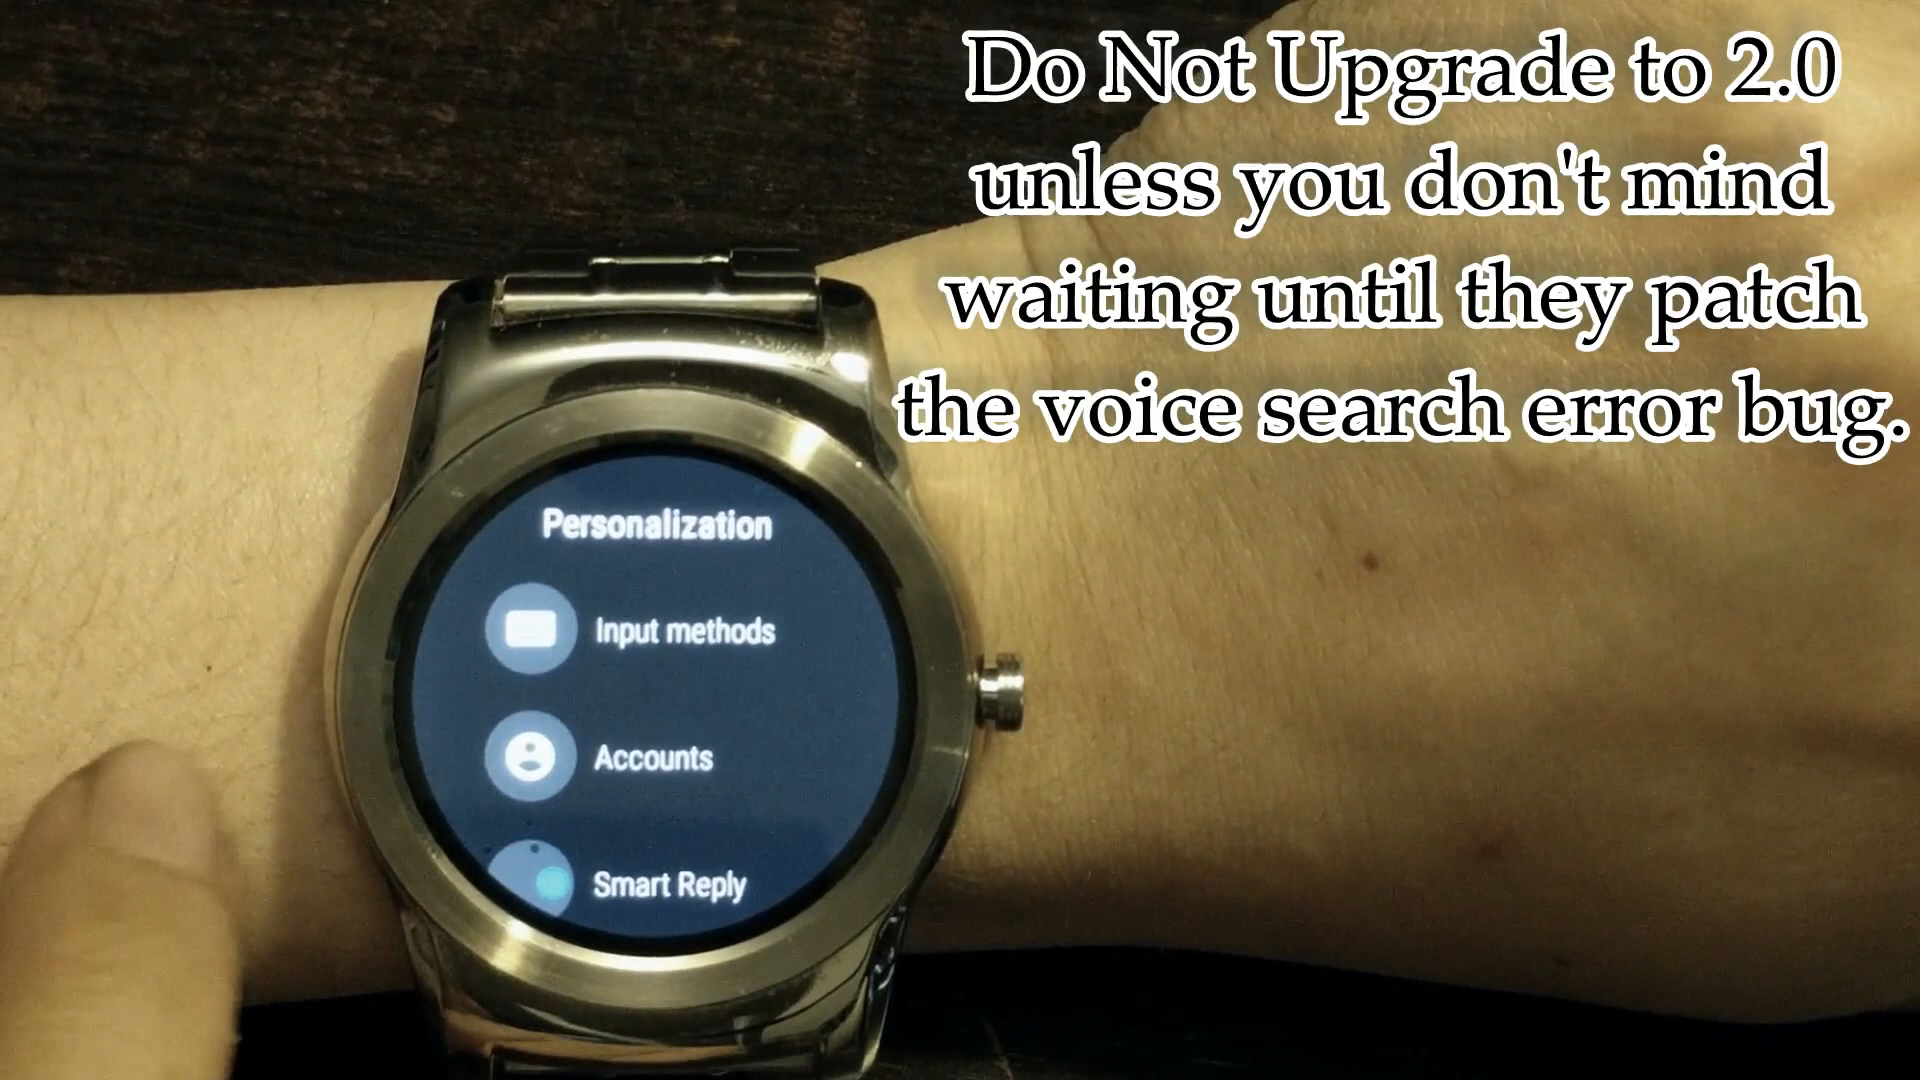 Do Not Upgrade to 2.0
unless you don't mind
waiting until they patch
the voice search error bug.
Personalization
Input methods
Accounts
Smart Reply